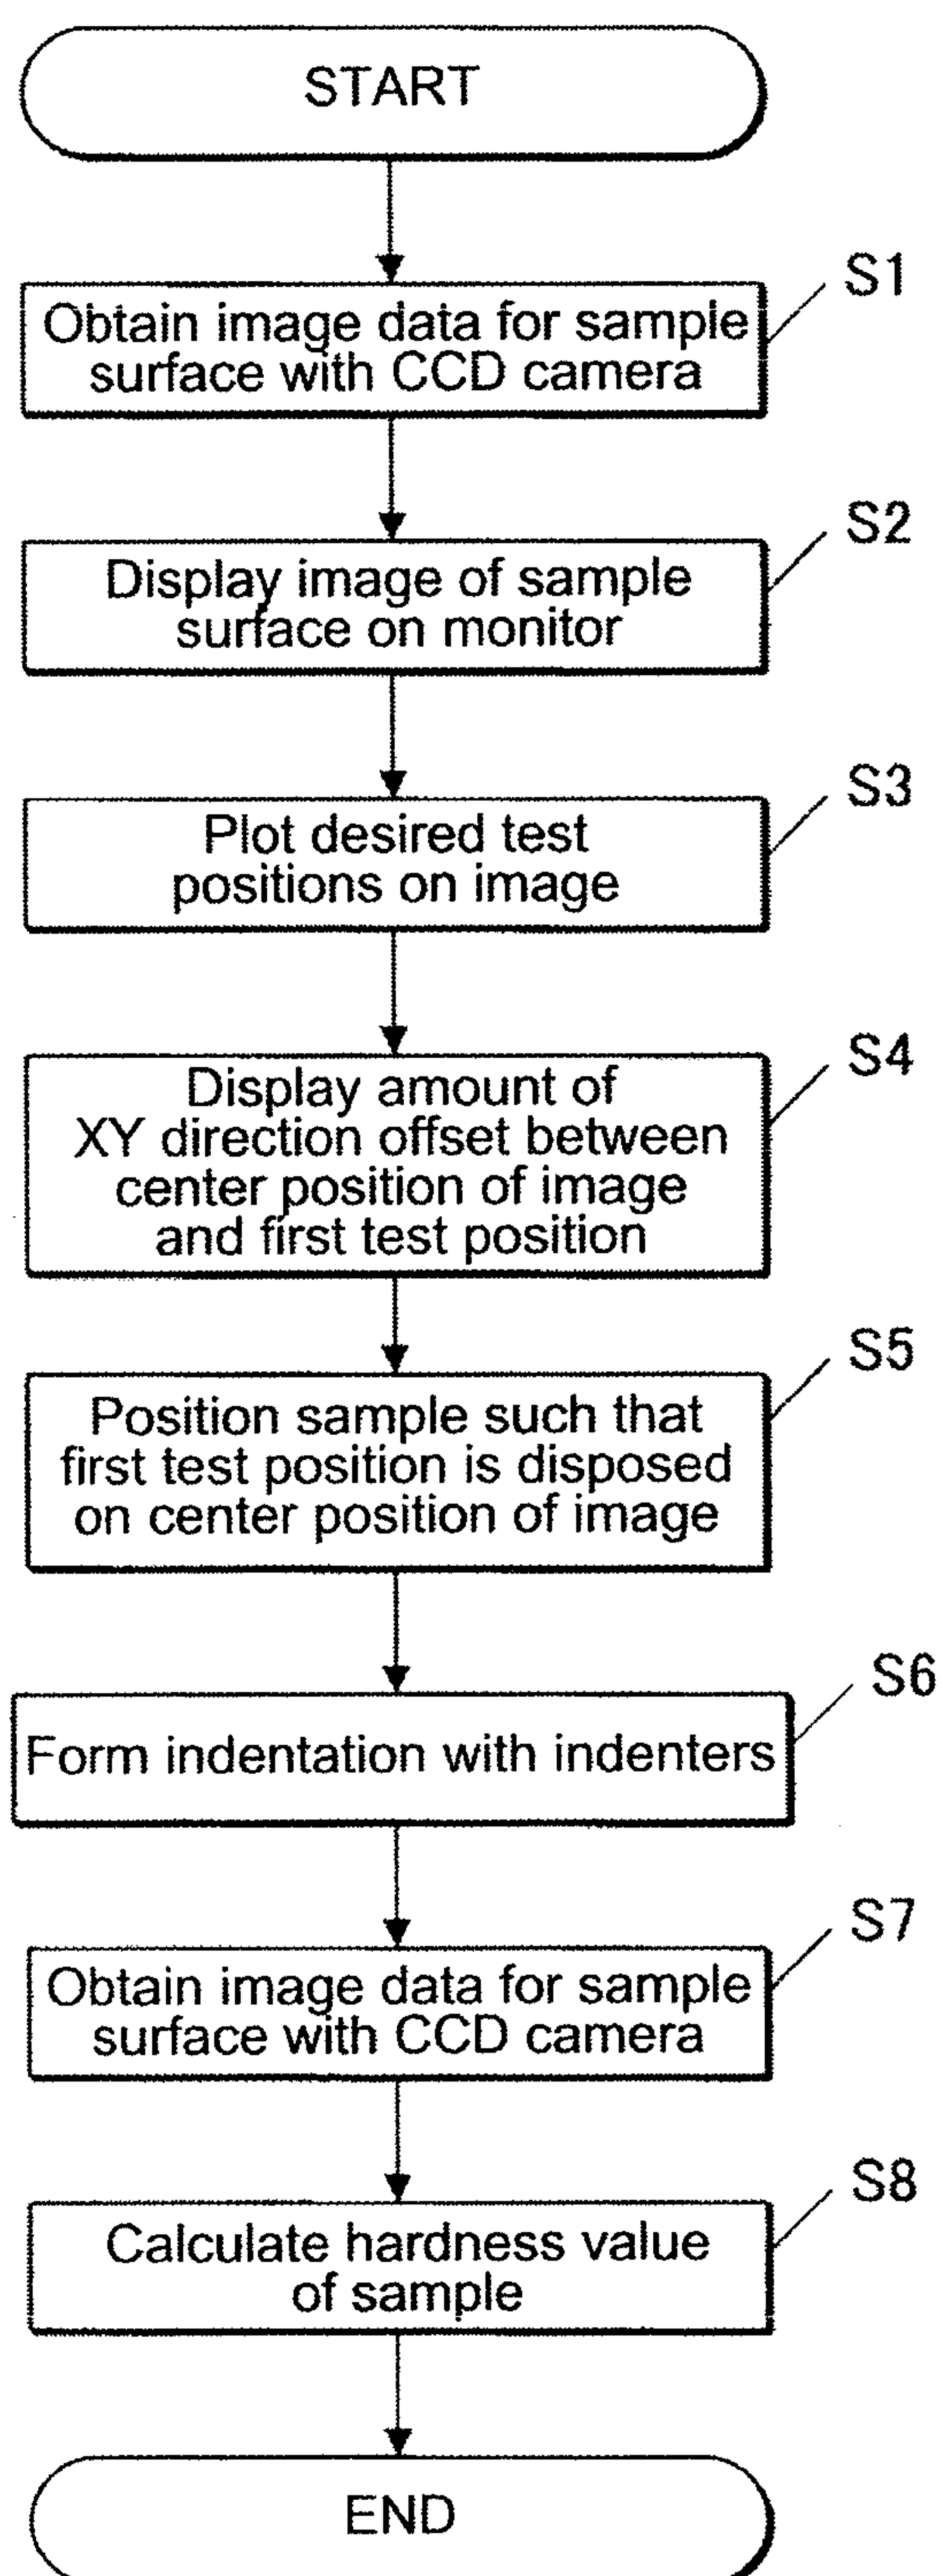 START
S1
Obtain image data for sample
surface with CCD camera
S2
Display image of sample
surface on monitor
S3
Plot desired test
positions on image
S4
Display amount of
XY direction offset between
center position of image
and first test position
S5
Position sample such that
first test position is disposed
on center position of image
S6
Form indentation with indenters
S7
Obtain image data for sample
surface with CCD camera
S8
Calculate hardness value
of sample
END